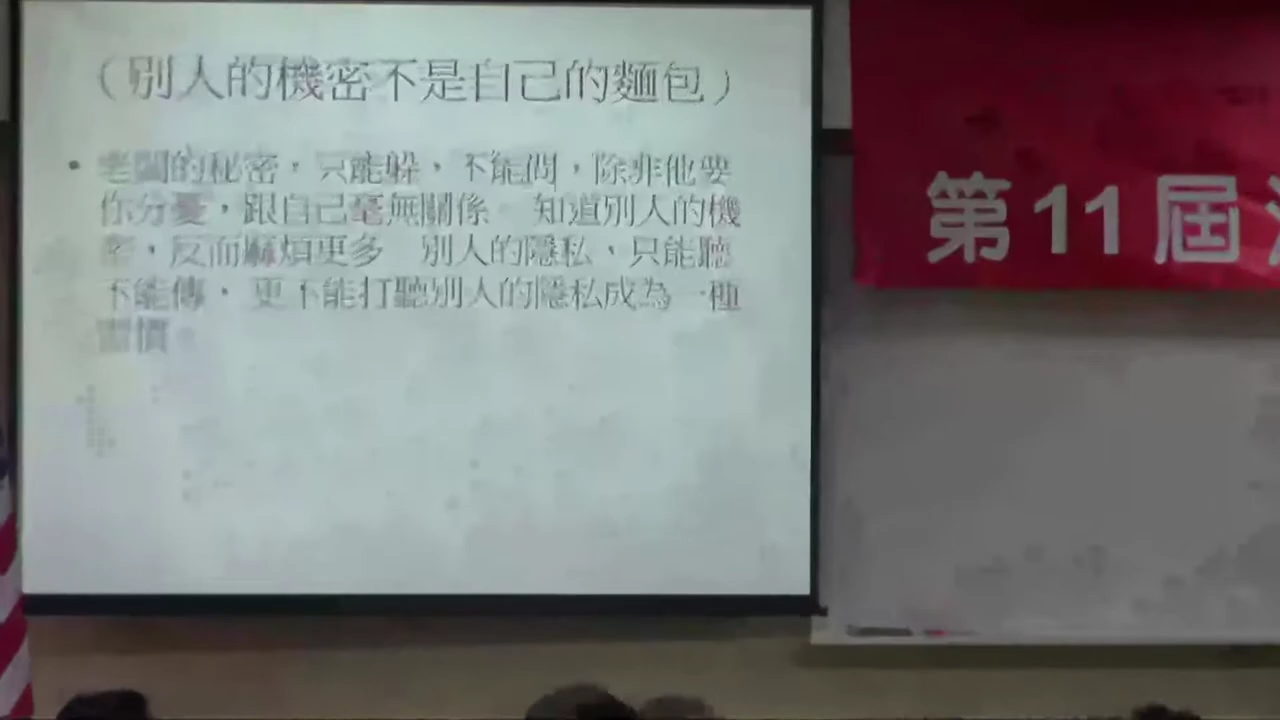 （別人的機密不是自己的麵包）
• 老闆的秘密，只能躲，不能問，除非他要
你分憂，跟自己毫無關係。知道別人的機
密，反而麻煩更多 別人的隱私、只能聽
不能傳， 更不能打聽別人的隱私成為一種
習慣。
第11屆